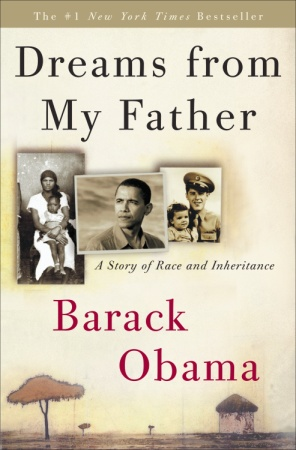 The #1 New York Times Bestseller
Dreams from
My Father
A Story of Race and Inheritance
Barack
Obama